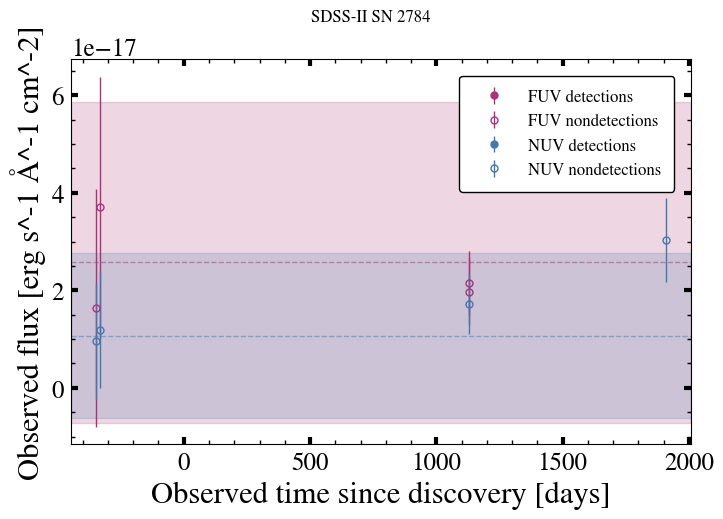 SDSS-II SN 2784
1e−17
Observed flux [erg s^-1 Å^-1 cm^-2]
6
4
2
0
FUV detections
FUV nondetections
NUV detections
NUV nondetections
0 500 1000 1500 2000
Observed time since discovery [days]